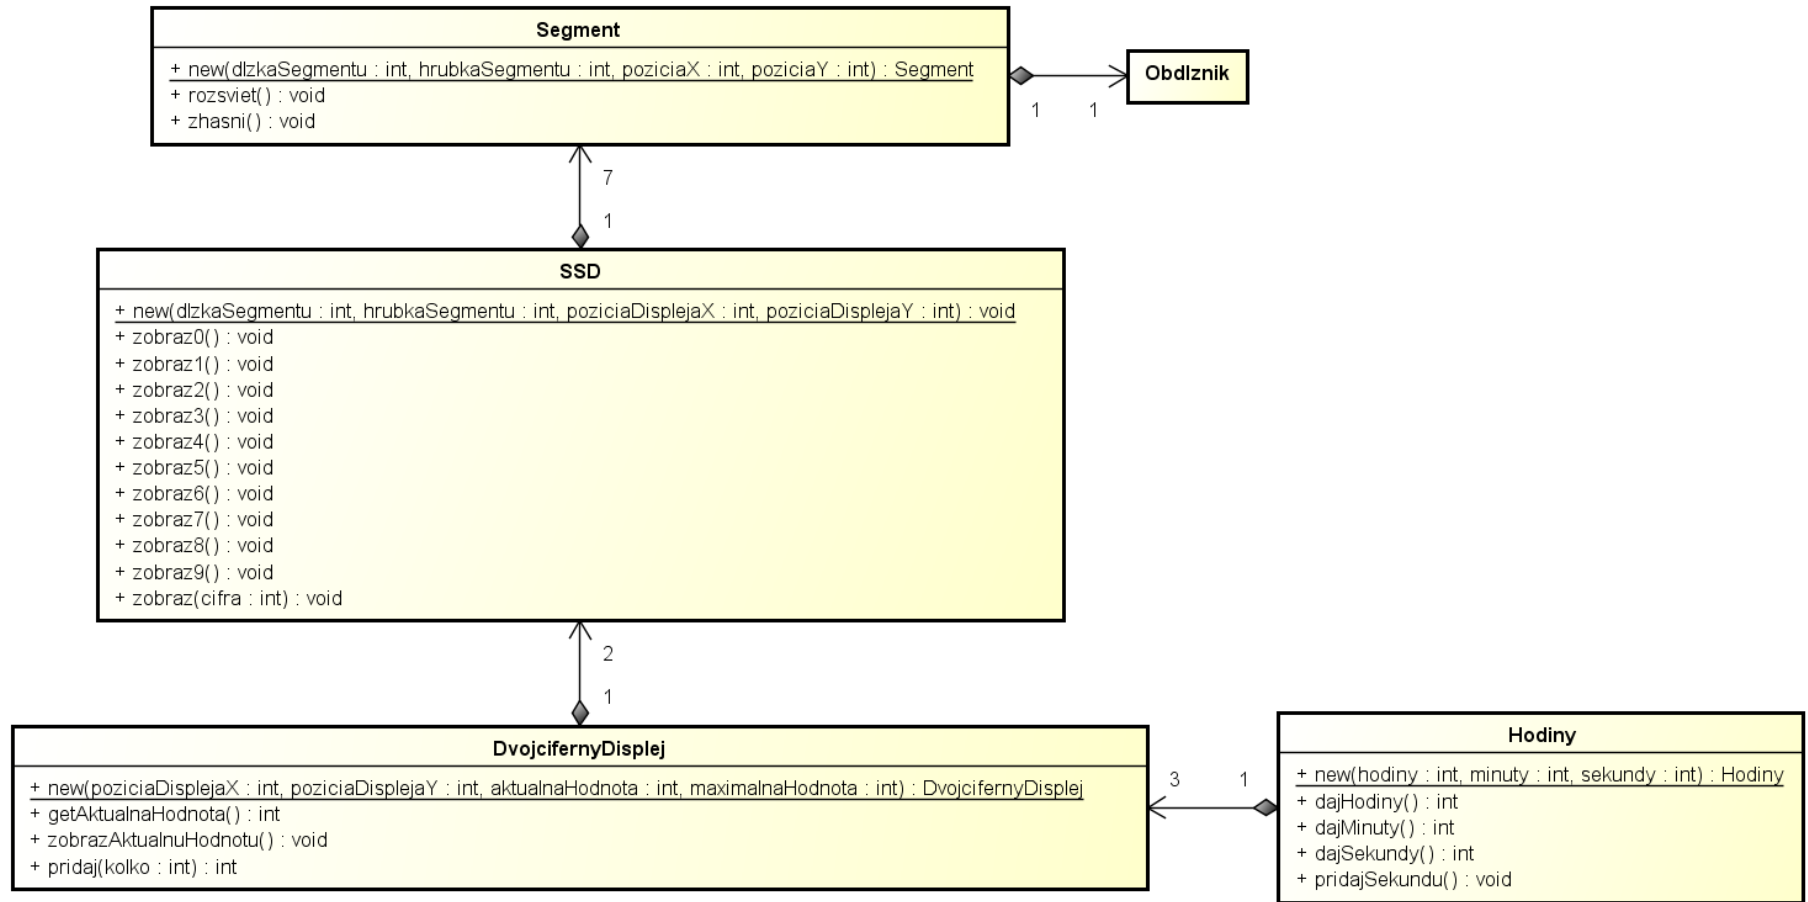 Segment
+ new(dlzkaSegmentu : int, hrubkaSegmentu : int, poziciaX : int, poziciaY : int) : Segment
+ rozsviet() : void
+ zhasni() : void
Obdlznik
1
1
7
1
SSD
+ new(dlzkaSegmentu : int, hrubkaSegmentu : int, poziciaDisplejaX : int, poziciaDisplejaY : int) : void
+ zobraz0() : void
+ zobraz1() : void
+ zobraz2() : void
+ zobraz3() : void
+ zobraz4() : void
+ zobraz5() : void
+ zobraz6() : void
+ zobraz7() : void
+ zobraz8() : void
+ zobraz9() : void
+ zobraz(cifra : int) : void
2
1
DvojcifernyDisplej
+ new(poziciaDisplejaX : int, poziciaDisplejaY : int, aktualnaHodnota : int, maximalnaHodnota : int) : DvojcifernyDisplej
+ getAktualnaHodnota() : int
+ zobrazAktualnuHodnotu() : void
+ pridaj(kolko : int) : int
3
1
Hodiny
+ new(hodiny : int, minuty : int, sekundy : int) : Hodiny
+ dajHodiny() : int
+ dajMinuty() : int
+ dajSekundy() : int
+ pridajSekundu() : void